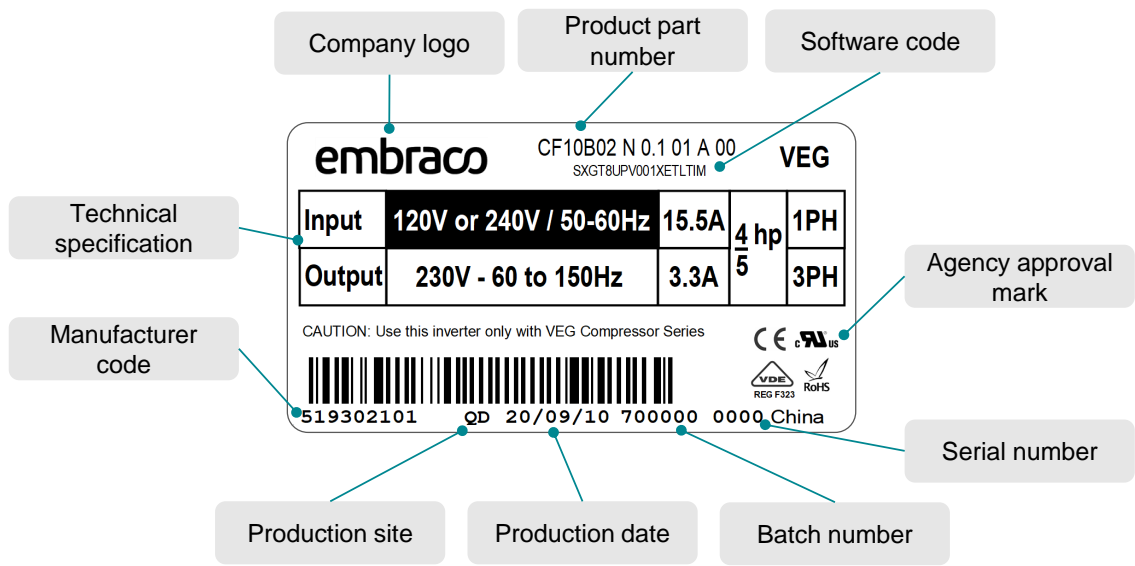 Company logo
Product part
number
Software code
embraco
CF10B02 N 0.1 01 A 00
SXGT8UPV001XETLTIM
VEG
Technical
specification
Input
120V or 240V / 50-60Hz
15.5A
4
5
hp
1PH
Output
230V - 60 to 150Hz
3.3A
3PH
Agency approval
mark
Manufacturer
code
CAUTION: Use this inverter only with VEG Compressor Series
CE
c RU us
VDE
REG F323
RoHS
519302101 QD 20/09/10 700000 0000 China
Serial number
Production site
Production date
Batch number